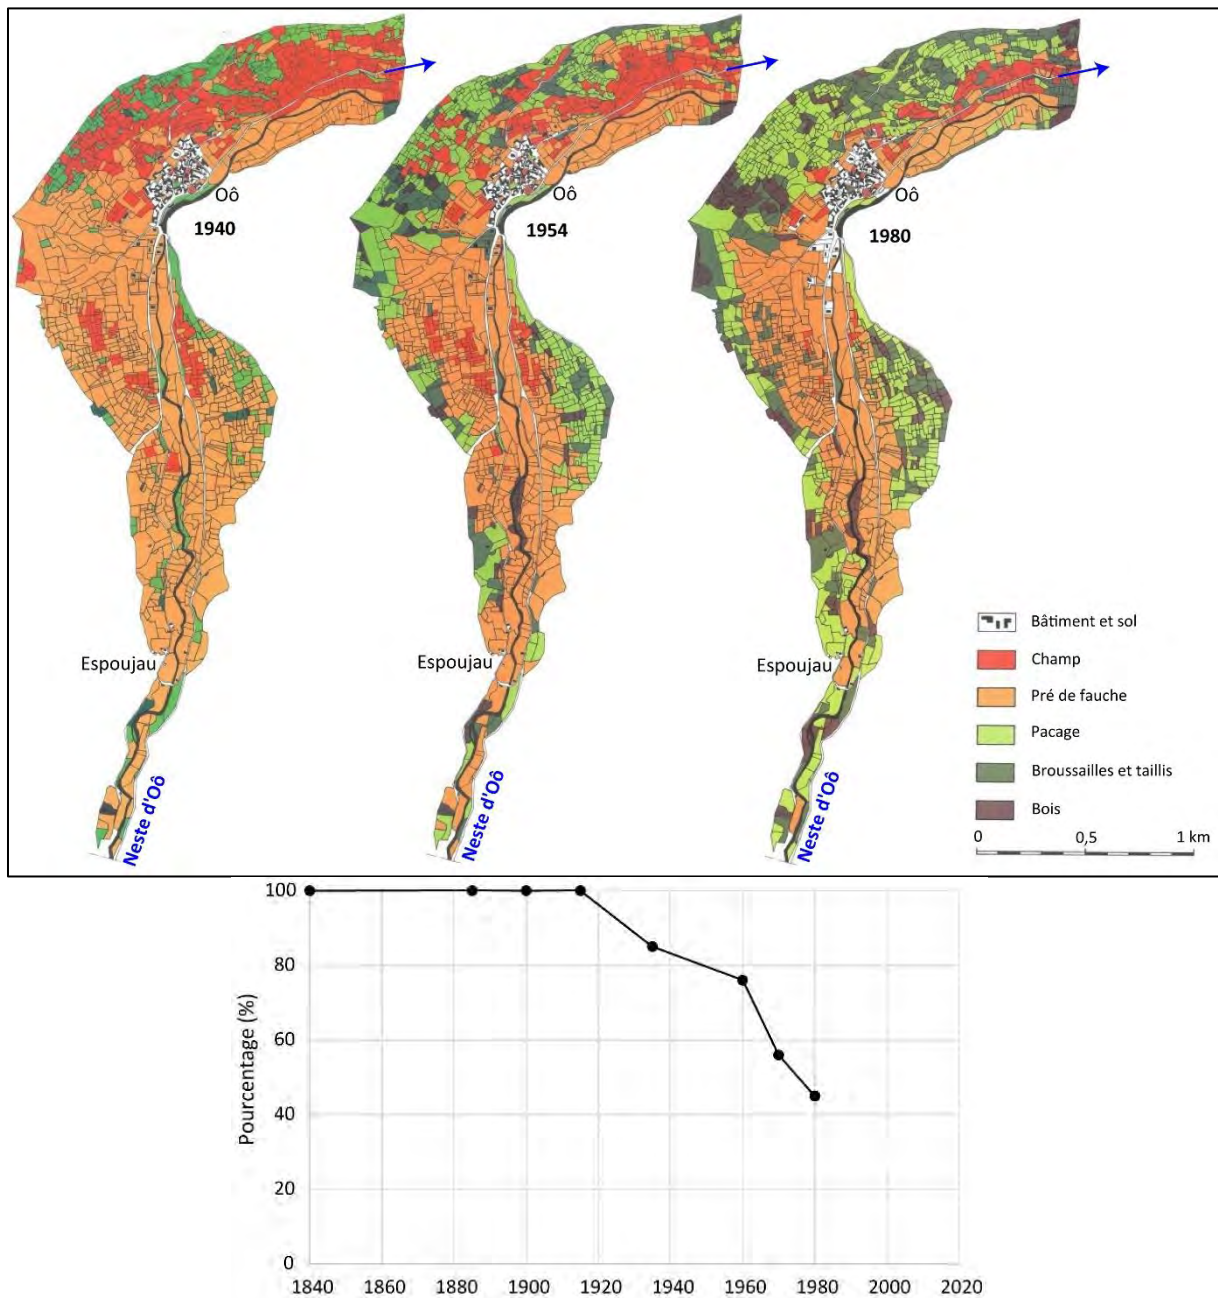 Oô
1940
Oô
1954
Oô
1980
Espoujau
Espoujau
Neste d'Oô
Neste d'Oô
Neste d'Oô
Bâtiment et sol
Champ
Pré de fauche
Pacage
Broussailles et taillis
Bois
0 0,5 1 km
Pourcentage (%)
100
80
60
40
20
0
1840 1860 1880 1900 1920 1940 1960 1980 2000 2020